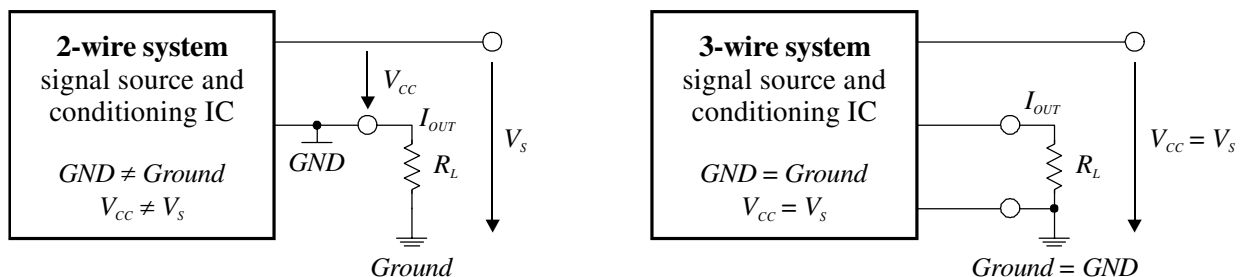 2-wire system
signal source and
conditioning IC
GND ≠ Ground
V_CC ≠ V_S
V_CC
I_OUT
GND
R_L
V_S
Ground
3-wire system
signal source and
conditioning IC
GND = Ground
V_CC = V_S
I_OUT
R_L
V_CC = V_S
Ground = GND